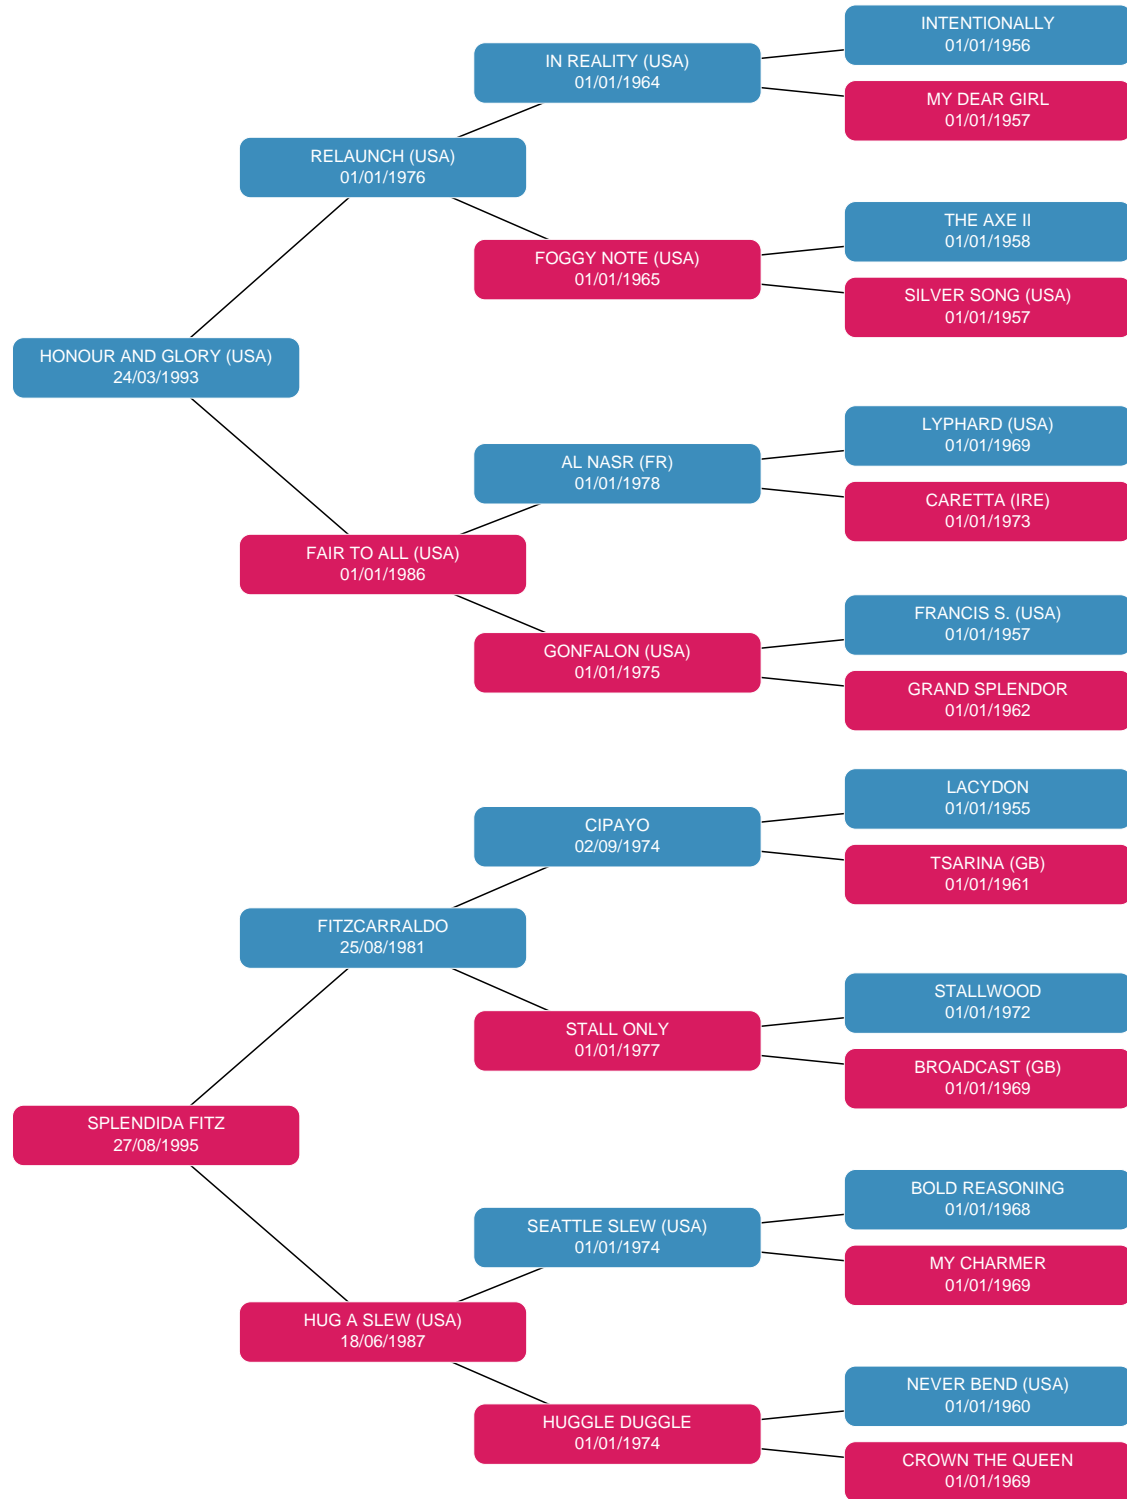 INTENTIONALLY
01/01/1956
IN REALITY (USA)
01/01/1964
MY DEAR GIRL
01/01/1957
RELAUNCH (USA)
01/01/1976
THE AXE II
01/01/1958
FOGGY NOTE (USA)
01/01/1965
SILVER SONG (USA)
01/01/1957
HONOUR AND GLORY (USA)
24/03/1993
LYPHARD (USA)
01/01/1969
AL NASR (FR)
01/01/1978
CARETTA (IRE)
01/01/1973
FAIR TO ALL (USA)
01/01/1986
FRANCIS S. (USA)
01/01/1957
GONFALON (USA)
01/01/1975
GRAND SPLENDOR
01/01/1962
LACYDON
01/01/1955
CIPAYO
02/09/1974
TSARINA (GB)
01/01/1961
FITZCARRALDO
25/08/1981
STALLWOOD
01/01/1972
STALL ONLY
01/01/1977
BROADCAST (GB)
01/01/1969
SPLENDIDA FITZ
27/08/1995
BOLD REASONING
01/01/1968
SEATTLE SLEW (USA)
01/01/1974
MY CHARMER
01/01/1969
HUG A SLEW (USA)
18/06/1987
NEVER BEND (USA)
01/01/1960
HUGGLE DUGGLE
01/01/1974
CROWN THE QUEEN
01/01/1969